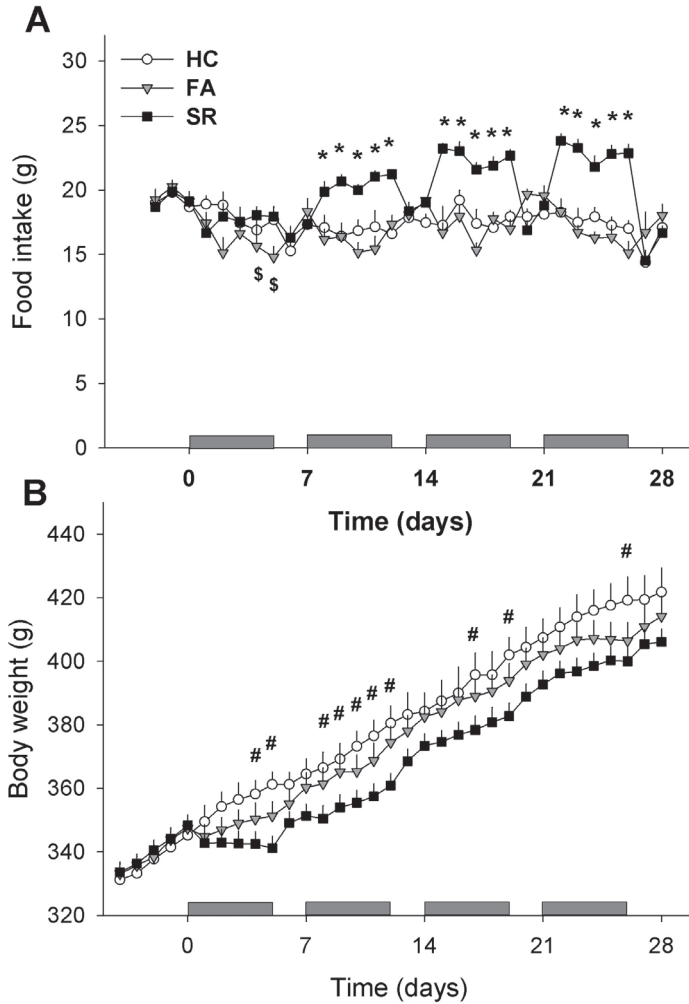 A
HC
FA
SR
Food intake (g)
30
25
20
15
10
5
0
* * * * *
* * * * *
* * * * *
$ $
0 7 14 21 28
Time (days)
B
Body weight (g)
440
420
400
380
360
340
320
# #
# # # # #
# #
#
0 7 14 21 28
Time (days)